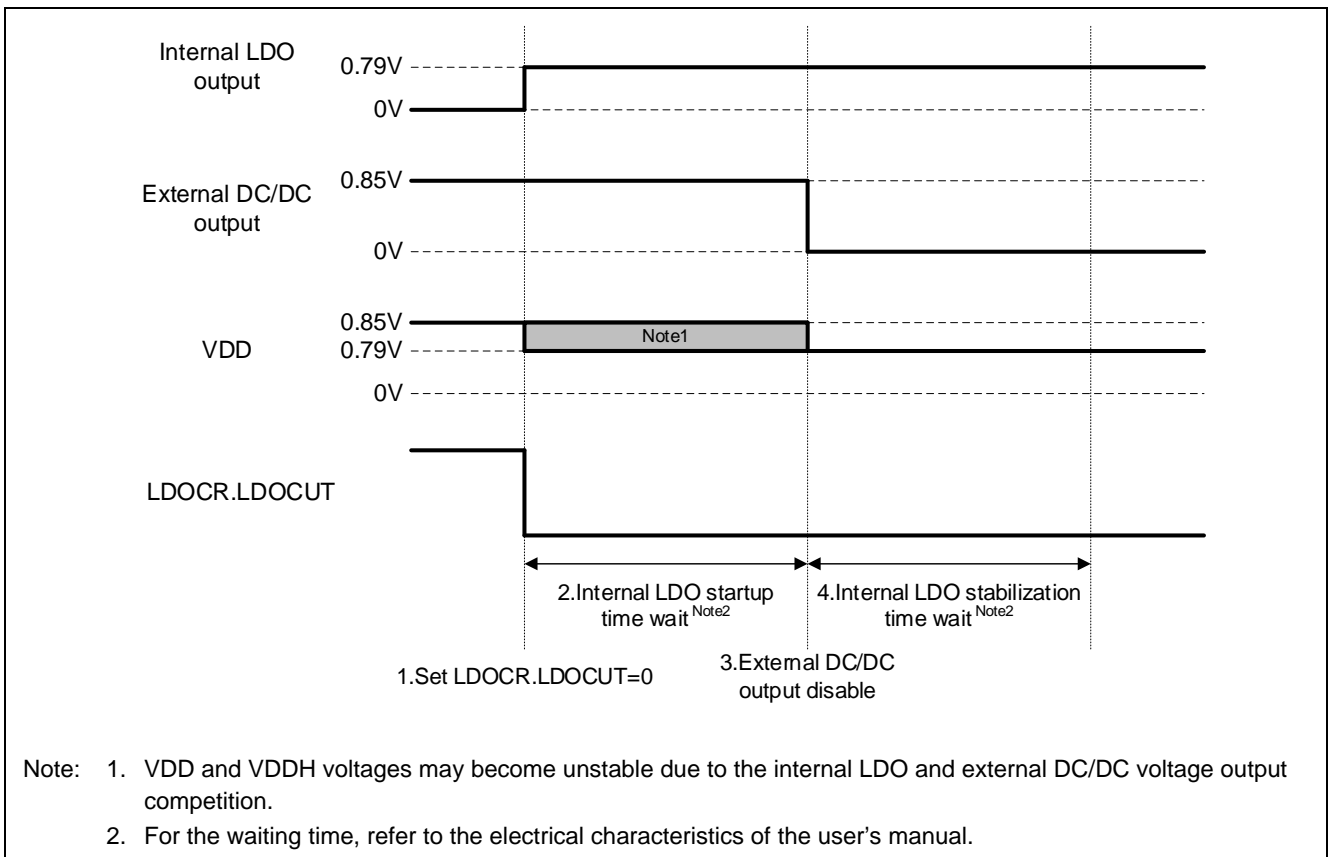 Internal LDO
output
0.79V
0V
External DC/DC
output
0.85V
0V
VDD
0.85V
0.79V
0V
Note1
LDOCR.LDOCUT
2.Internal LDO startup
time wait Note2
4.Internal LDO stabilization
time wait Note2
1.Set LDOCR.LDOCUT=0
3.External DC/DC
output disable
Note: 1. VDD and VDDH voltages may become unstable due to the internal LDO and external DC/DC voltage output
competition.
2. For the waiting time, refer to the electrical characteristics of the user's manual.